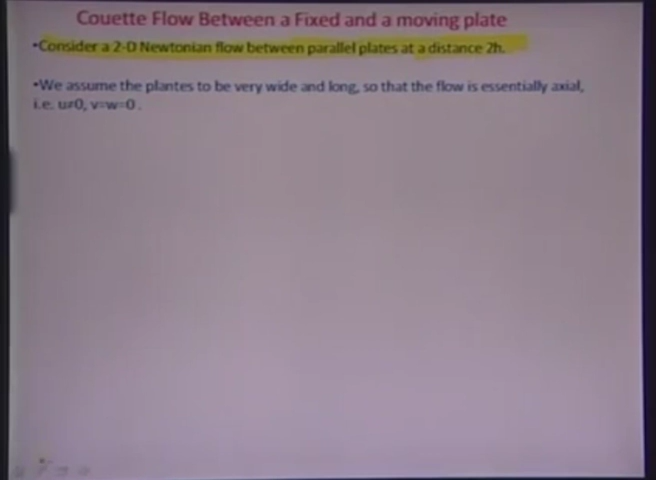 Couette Flow Between a Fixed and a moving plate
•Consider a 2-D Newtonian flow between parallel plates at a distance 2h.
•We assume the plantes to be very wide and long, so that the flow is essentially axial,
i.e. u≠0, v=w=0.